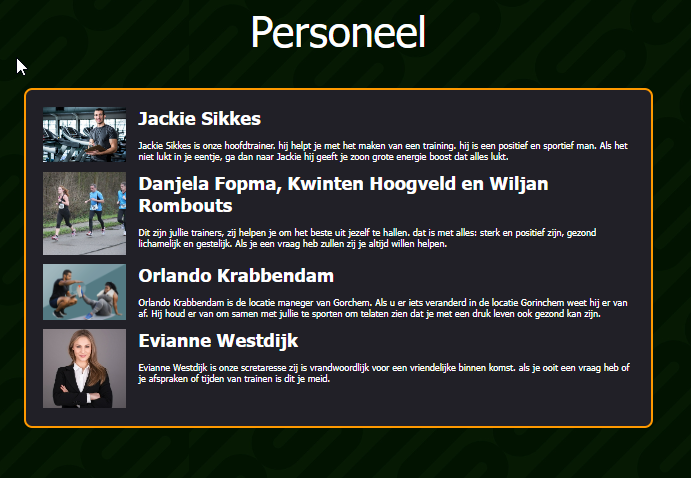 Personeel
Jackie Sikkes
Jackie Sikkes is onze hoofdtrainer. hij helpt je met het maken van een training. hij is een positief en sportief man. Als het
niet lukt in je eentje, ga dan naar Jackie hij geeft je zoon grote energie boost dat alles lukt.
Danjela Fopma, Kwinten Hoogveld en Wiljan
Rombouts
Dit zijn jullie trainers, zij helpen je om het beste uit jezelf te hallen. dat is met alles: sterk en positief zijn, gezond
lichamelijk en gestelijk. Als je een vraag heb zullen zij je altijd willen helpen.
Orlando Krabbendam
Orlando Krabbendam is de locatie maneger van Gorchem. Als u er iets veranderd in de locatie Gorinchem weet hij er van
af. Hij houd er van om samen met jullie te sporten om telaten zien dat je met een druk leven ook gezond kan zijn.
Evianne Westdijk
Evianne Westdijk is onze scretaresse zij is vrandwoordlijk voor een vriendelijke binnen komst. als je ooit een vraag heb of
je afspraken of tijden van trainen is dit je meid.